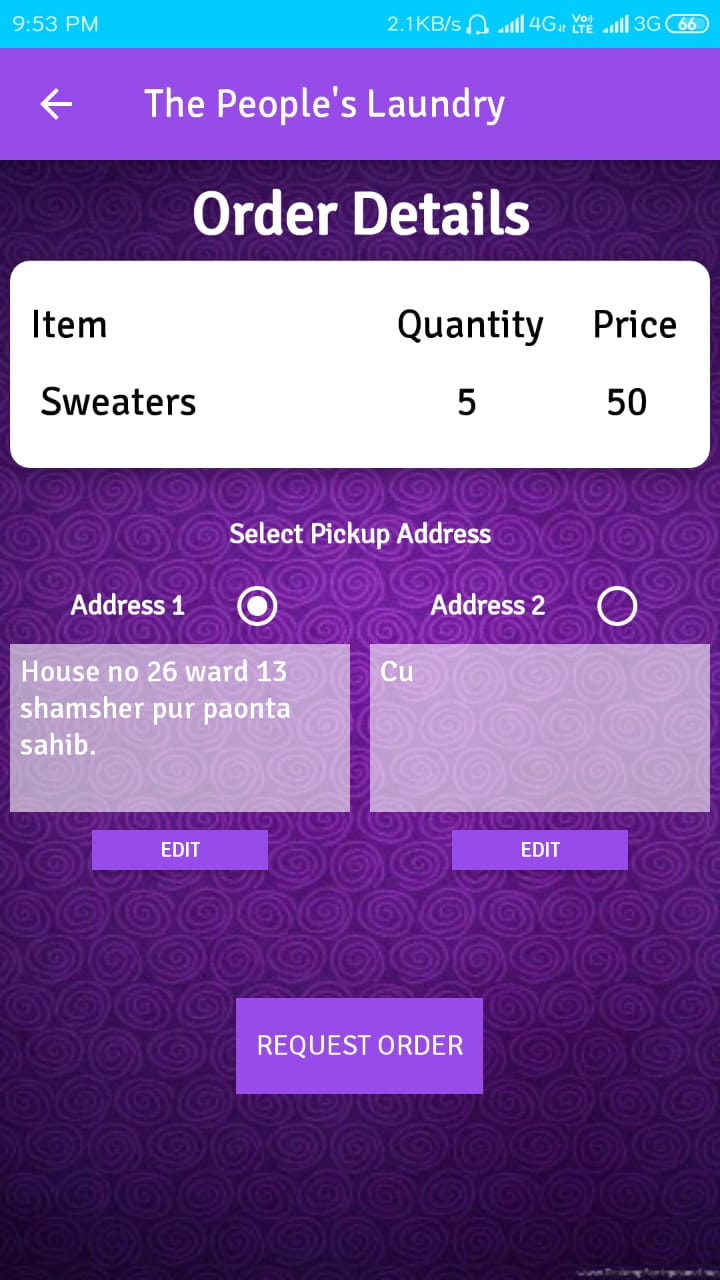 9:53 PM 2.1KB/s 4G Vo) LTE 3G 66
The People's Laundry
Order Details
Item Quantity Price
Sweaters 5 50
Select Pickup Address
Address 1 Address 2
House no 26 ward 13
shamsher pur paonta
sahib.
Cu
EDIT EDIT
REQUEST ORDER